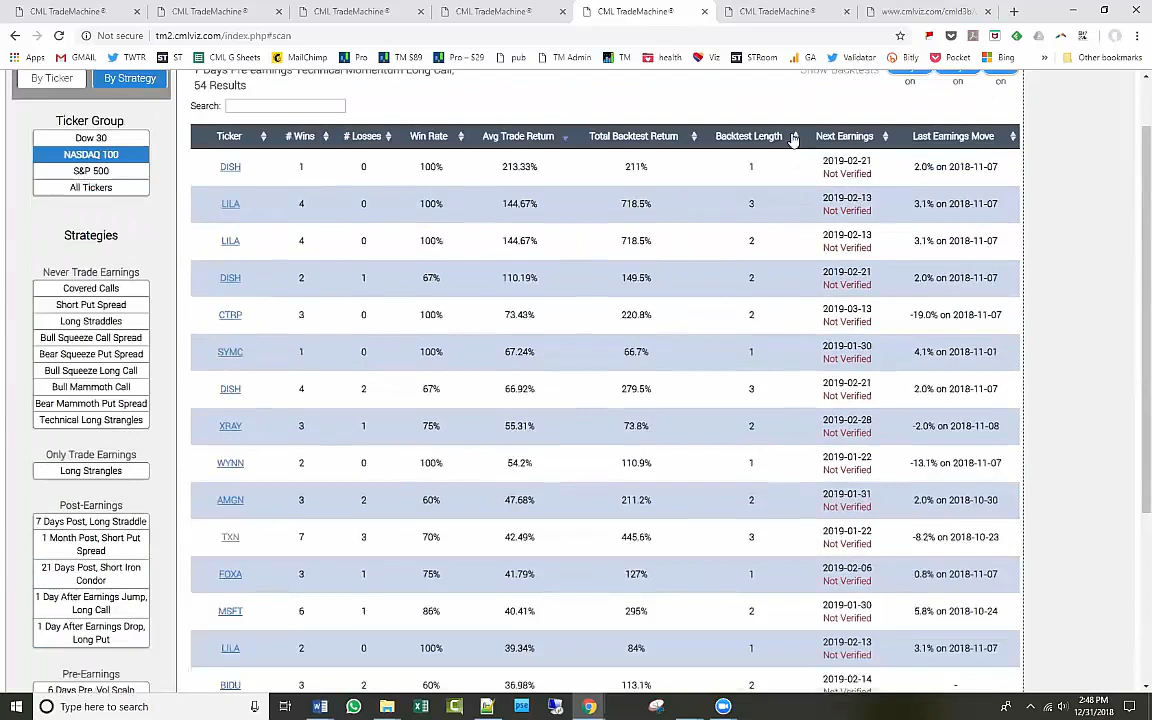 CML TradeMachine®
CML TradeMachine®
CML TradeMachine®
CML TradeMachine®
CML TradeMachine®
CML TradeMachine®
www.cmlviz.com/cmld3b/
Not secure
tm2.cmlviz.com/index.php#scan
Apps
GMAIL
TWTR
ST
CML G Sheets
MailChimp
Pro
TM $89
Pro – $29
pub
TM Admin
TM
health
Viz
STRoom
GA
Validator
Bitly
Pocket
Bing
»
Other bookmarks
By Ticker
By Strategy
7 Days Pre earnings Technical Momentum Long Call,
54 Results
Show Backtests
on
on
on
Search:
Ticker Group
Dow 30
NASDAQ 100
S&P 500
All Tickers
Strategies
Never Trade Earnings
Covered Calls
Short Put Spread
Long Straddles
Bull Squeeze Call Spread
Bear Squeeze Put Spread
Bull Squeeze Long Call
Bull Mammoth Call
Bear Mammoth Put Spread
Technical Long Strangles
Only Trade Earnings
Long Strangles
Post-Earnings
7 Days Post, Long Straddle
1 Month Post, Short Put
Spread
21 Days Post, Short Iron
Condor
1 Day After Earnings Jump,
Long Call
1 Day After Earnings Drop,
Long Put
Pre-Earnings
6 Days Pre, Vol Scalp
Ticker # Wins # Losses Win Rate Avg Trade Return Total Backtest Return Backtest Length Next Earnings Last Earnings Move
DISH 1 0 100% 213.33% 211% 1 2019-02-21 Not Verified 2.0% on 2018-11-07
LILA 4 0 100% 144.67% 718.5% 3 2019-02-13 Not Verified 3.1% on 2018-11-07
LILA 4 0 100% 144.67% 718.5% 2 2019-02-13 Not Verified 3.1% on 2018-11-07
DISH 2 1 67% 110.19% 149.5% 2 2019-02-21 Not Verified 2.0% on 2018-11-07
CTRP 3 0 100% 73.43% 220.8% 2 2019-03-13 Not Verified -19.0% on 2018-11-07
SYMC 1 0 100% 67.24% 66.7% 1 2019-01-30 Not Verified 4.1% on 2018-11-01
DISH 4 2 67% 66.92% 279.5% 3 2019-02-21 Not Verified 2.0% on 2018-11-07
XRAY 3 1 75% 55.31% 73.8% 2 2019-02-28 Not Verified -2.0% on 2018-11-08
WYNN 2 0 100% 54.2% 110.9% 1 2019-01-22 Not Verified -13.1% on 2018-11-07
AMGN 3 2 60% 47.68% 211.2% 2 2019-01-31 Not Verified 2.0% on 2018-10-30
TXN 7 3 70% 42.49% 445.6% 3 2019-01-22 Not Verified -8.2% on 2018-10-23
FOXA 3 1 75% 41.79% 127% 1 2019-02-06 Not Verified 0.8% on 2018-11-07
MSFT 6 1 86% 40.41% 295% 2 2019-01-30 Not Verified 5.8% on 2018-10-24
LILA 2 0 100% 39.34% 84% 1 2019-02-13 Not Verified 3.1% on 2018-11-07
BIDU 3 2 60% 36.98% 113.1% 2 2019-02-14 -
Type here to search
2:48 PM
12/31/2018